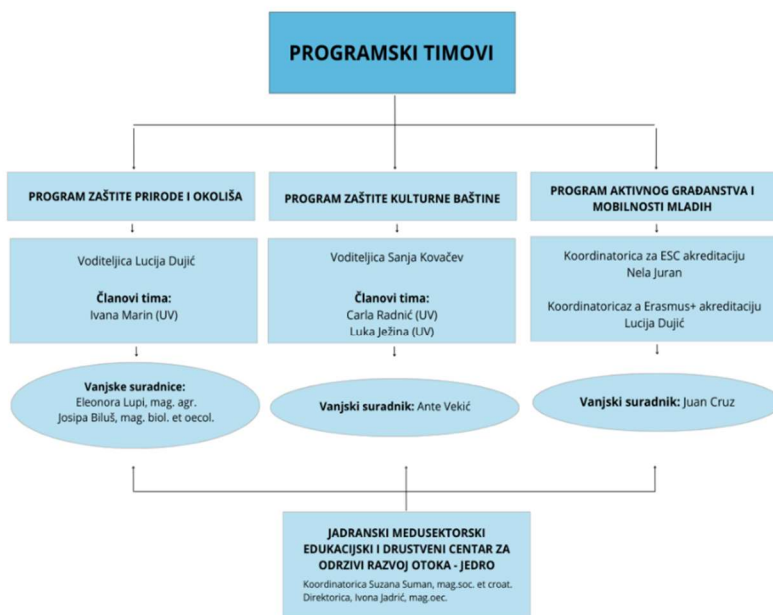 PROGRAMSKI TIMOVI
PROGRAM ZAŠTITE PRIRODE I OKOLIŠA
Voditeljica Lucija Dujić
Članovi tima:
Ivana Marin (UV)
Vanjske suradnice:
Eleonora Lupi, mag. agr.
Josipa Biluš, mag. biol. et oecol.
PROGRAM ZAŠTITE KULTURNE BAŠTINE
Voditeljica Sanja Kovačev
Članovi tima:
Carla Radnić (UV)
Luka Ježina (UV)
Vanjski suradnik: Ante Vekić
PROGRAM AKTIVNOG GRAĐANSTVA I
MOBILNOSTI MLADIH
Koordinatorica za ESC akreditaciju
Nela Juran
Koordinatoricaz a Erasmus+ akreditaciju
Lucija Dujić
Vanjski suradnik: Juan Cruz
JADRANSKI MEDUSEKTORSKI
EDUKACIJSKI I DRUSTVENI CENTAR ZA
ODRZIVI RAZVOJ OTOKA - JEDRO
Koordinatorica Suzana Suman, mag.soc. et croat.
Direktorica, Ivona Jadrić, mag.oec.